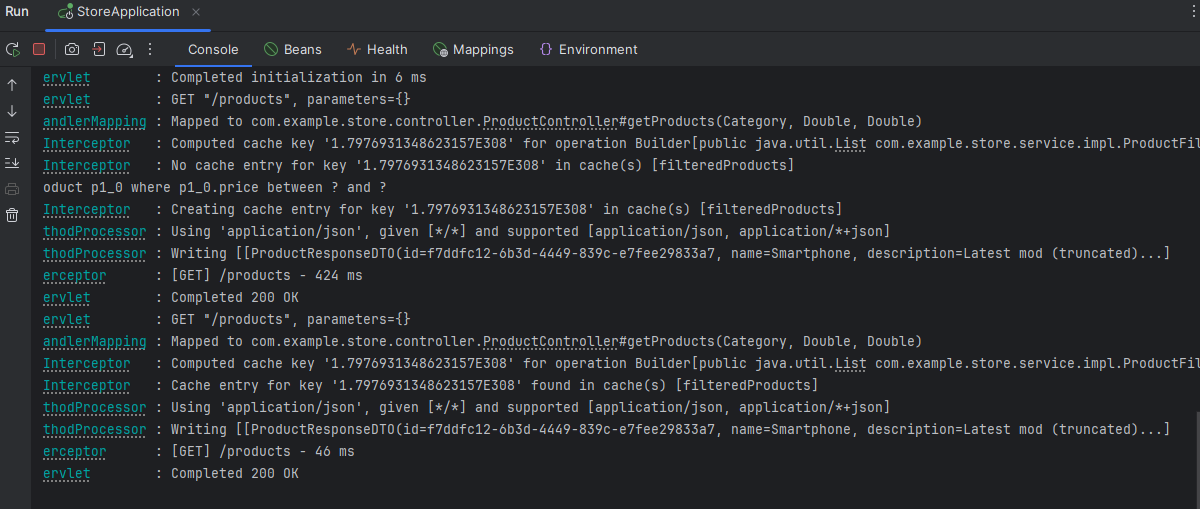 Run StoreApplication
Console Beans Health Mappings Environment
ervlet : Completed initialization in 6 ms
ervlet : GET "/products", parameters={}
andlerMapping : Mapped to com.example.store.controller.ProductController#getProducts(Category, Double, Double)
Interceptor : Computed cache key '1.7976931348623157E308' for operation Builder[public java.util.List com.example.store.service.impl.ProductFil
Interceptor : No cache entry for key '1.7976931348623157E308' in cache(s) [filteredProducts]
oduct p1_0 where p1_0.price between ? and ?
Interceptor : Creating cache entry for key '1.7976931348623157E308' in cache(s) [filteredProducts]
thodProcessor : Using 'application/json', given [*/*] and supported [application/json, application/*+json]
thodProcessor : Writing [[ProductResponseDTO(id=f7ddfc12-6b3d-4449-839c-e7fee29833a7, name=Smartphone, description=Latest mod (truncated)...]
erceptor : [GET] /products - 424 ms
ervlet : Completed 200 OK
ervlet : GET "/products", parameters={}
andlerMapping : Mapped to com.example.store.controller.ProductController#getProducts(Category, Double, Double)
Interceptor : Computed cache key '1.7976931348623157E308' for operation Builder[public java.util.List com.example.store.service.impl.ProductFil
Interceptor : Cache entry for key '1.7976931348623157E308' found in cache(s) [filteredProducts]
thodProcessor : Using 'application/json', given [*/*] and supported [application/json, application/*+json]
thodProcessor : Writing [[ProductResponseDTO(id=f7ddfc12-6b3d-4449-839c-e7fee29833a7, name=Smartphone, description=Latest mod (truncated)...]
erceptor : [GET] /products - 46 ms
ervlet : Completed 200 OK